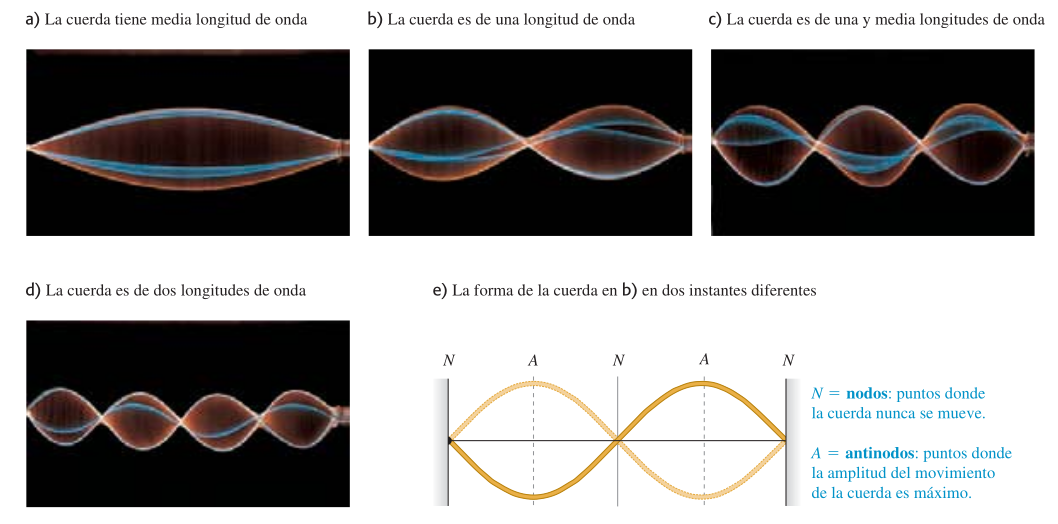 a) La cuerda tiene media longitud de onda
b) La cuerda es de una longitud de onda
c) La cuerda es de una y media longitudes de onda
d) La cuerda es de dos longitudes de onda
e) La forma de la cuerda en b) en dos instantes diferentes
N A N A N
N = nodos: puntos donde
la cuerda nunca se mueve.
A = antinodos: puntos donde
la amplitud del movimiento
de la cuerda es máximo.